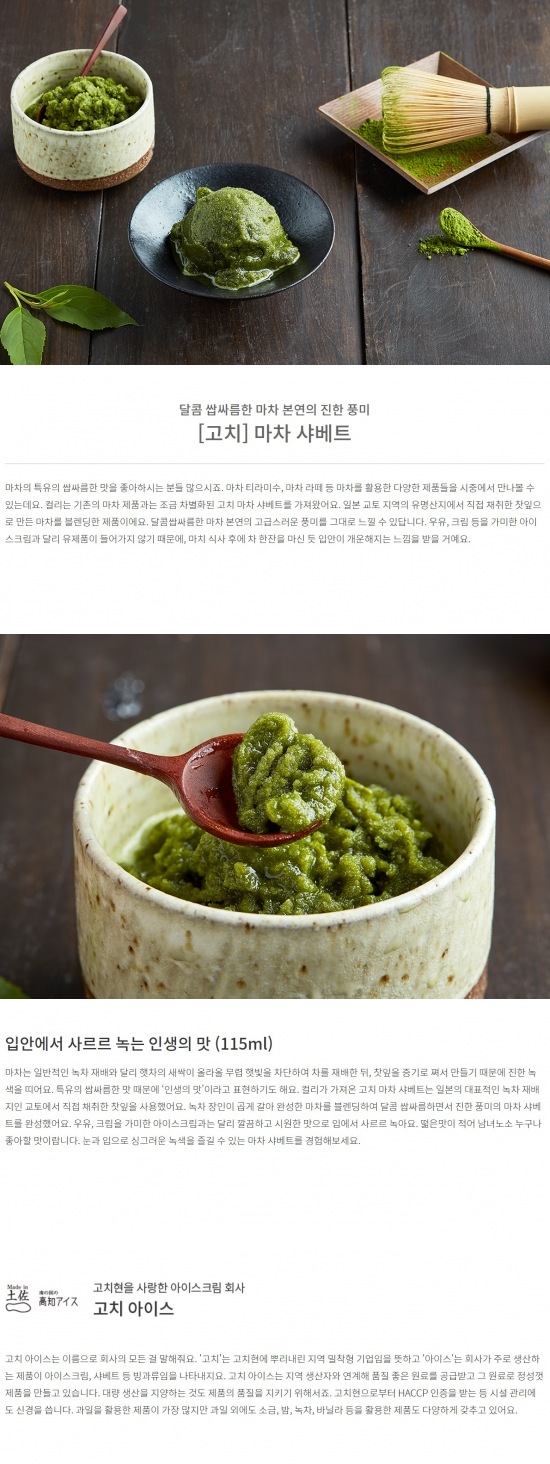 달콤 쌉싸름한 마차 본연의 진한 풍미
[고치] 마차 샤베트
마차의 특유의 쌉싸름한 맛을 좋아하시는 분들 많으시죠. 마차 티라미수, 마차 라떼 등 마차를 활용한 다양한 제품들을 시중에서 만나볼 수
있는데요. 컬리는 기존의 마차 제품과는 조금 차별화된 고치 마차 샤베트를 가져왔어요. 일본 교토 지역의 유명산지에서 직접 채취한 찻잎으
로 만든 마차를 블렌딩한 제품이에요. 달콤쌉싸름한 마차 본연의 고급스러운 풍미를 그대로 느낄 수 있답니다. 우유, 크림 등을 가미한 아이
스크림과 달리 유제품이 들어가지 않기 때문에, 마치 식사 후에 차 한잔을 마신 듯 입안이 개운해지는 느낌을 받을 거예요.
입안에서 사르르 녹는 인생의 맛 (115ml)
마차는 일반적인 녹차 재배와 달리 햇차의 새싹이 올라올 무렵 햇빛을 차단하여 차를 재배한 뒤, 찻잎을 증기로 쪄서 만들기 때문에 진한 녹
색을 띠어요. 특유의 쌉싸름한 맛 때문에 '인생의 맛'이라고 표현하기도 해요. 컬리가 가져온 고치 마차 샤베트는 일본의 대표적인 녹차 재배
지인 교토에서 직접 채취한 찻잎을 사용했어요. 녹차 장인이 곱게 갈아 완성한 마차를 블렌딩하여 달콤 쌉싸름하면서 진한 풍미의 마차 샤베
트를 완성했어요. 우유, 크림을 가미한 아이스크림과는 달리 깔끔하고 시원한 맛으로 입에서 사르르 녹아요. 떫은맛이 적어 남녀노소 누구나
좋아할 맛이랍니다. 눈과 입으로 싱그러운 녹색을 즐길 수 있는 마차 샤베트를 경험해보세요.
Made in
土佐
南の国の
高知アイス
고치현을 사랑한 아이스크림 회사
고치 아이스
고치 아이스는 이름으로 회사의 모든 걸 말해줘요. '고치'는 고치현에 뿌리내린 지역 밀착형 기업임을 뜻하고 '아이스'는 회사가 주로 생산하
는 제품이 아이스크림, 샤베트 등 빙과류임을 나타내지요. 고치 아이스는 지역 생산자와 연계해 품질 좋은 원료를 공급받고 그 원료로 정성껏
제품을 만들고 있습니다. 대량 생산을 지양하는 것도 제품의 품질을 지키기 위해서죠. 고치현으로부터 HACCP 인증을 받는 등 시설 관리에
도 신경을 씁니다. 과일을 활용한 제품이 가장 많지만 과일 외에도 소금, 밤, 녹차, 바닐라 등을 활용한 제품도 다양하게 갖추고 있어요.